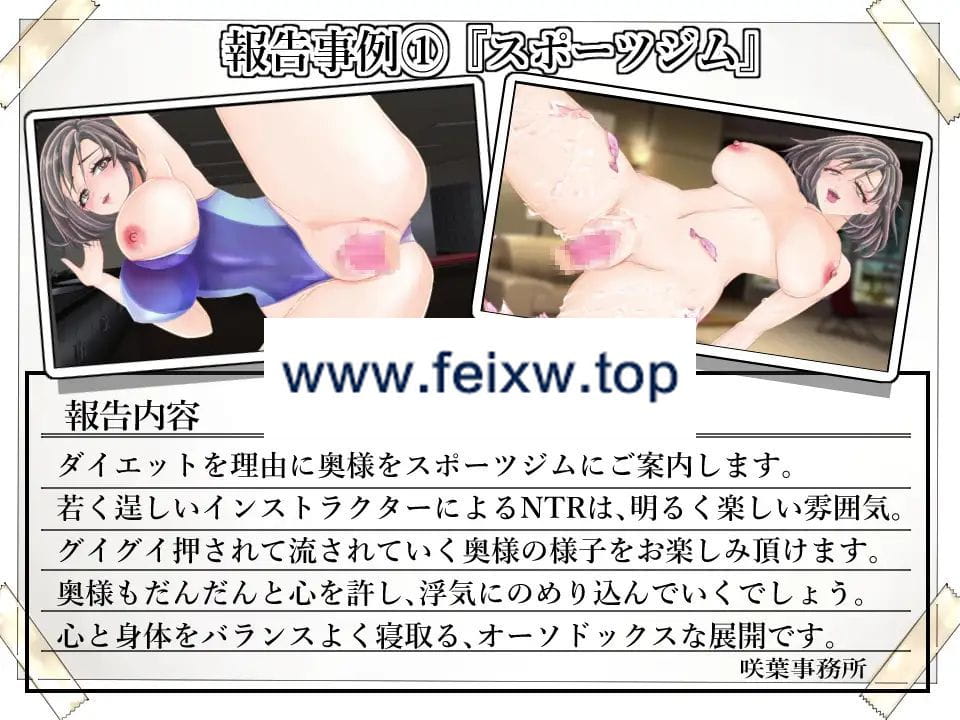 報告事例①『スポーツジム』
www.feixw.top
報告内容
ダイエットを理由に奥様をスポーツジムにご案内します。
若く逞しいインストラクターによるNTRは、明るく楽しい雰囲気。
グイグイ押されて流されていく奥様の様子をお楽しみ頂けます。
奥様もだんだんと心を許し、浮気にのめり込んでいくでしょう。
心と身体をバランスよく寝取る、オーソドックスな展開です。
咲葉事務所